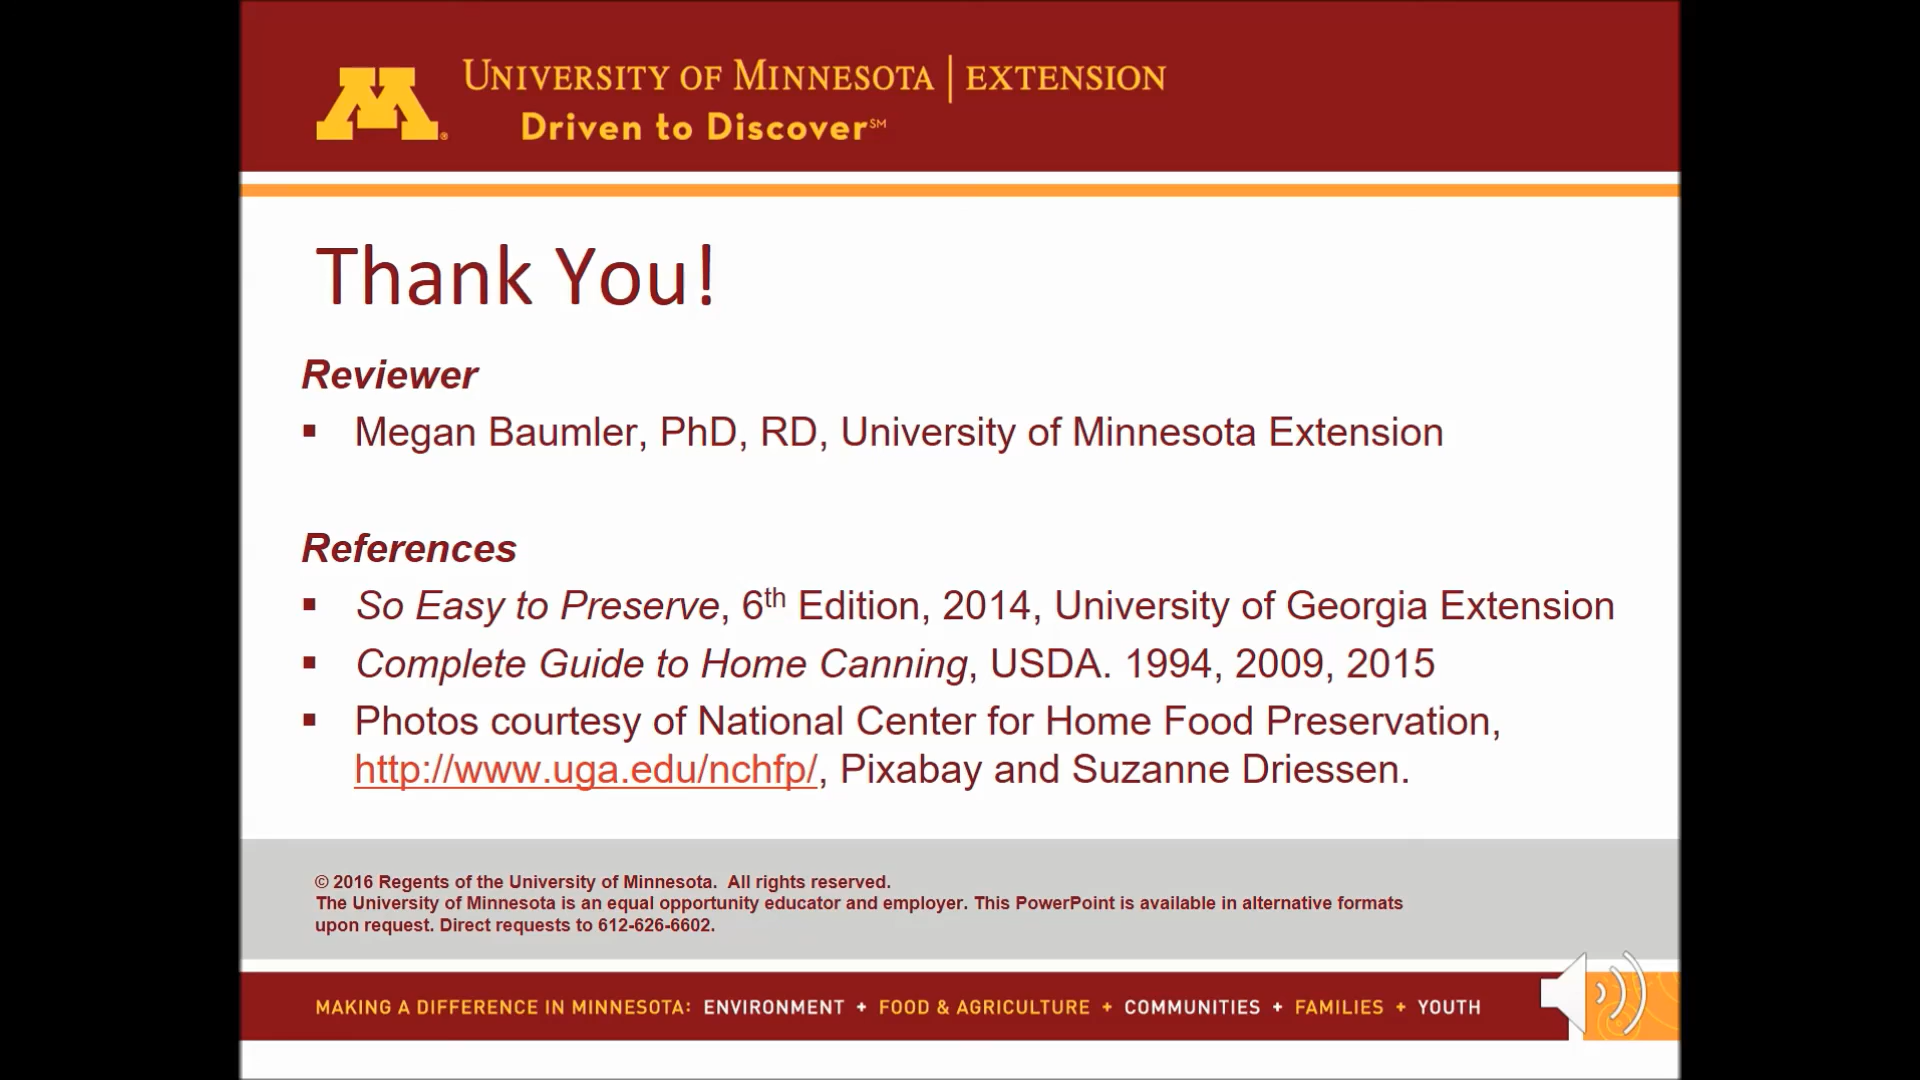 M
UNIVERSITY OF MINNESOTA | EXTENSION
Driven to Discover℠
Thank You!
Reviewer
▪ Megan Baumler, PhD, RD, University of Minnesota Extension
References
▪ So Easy to Preserve, 6th Edition, 2014, University of Georgia Extension
▪ Complete Guide to Home Canning, USDA. 1994, 2009, 2015
▪ Photos courtesy of National Center for Home Food Preservation,
http://www.uga.edu/nchfp/, Pixabay and Suzanne Driessen.
© 2016 Regents of the University of Minnesota.  All rights reserved.
The University of Minnesota is an equal opportunity educator and employer. This PowerPoint is available in alternative formats
upon request. Direct requests to 612-626-6602.
MAKING A DIFFERENCE IN MINNESOTA: ENVIRONMENT + FOOD & AGRICULTURE + COMMUNITIES + FAMILIES + YOUTH